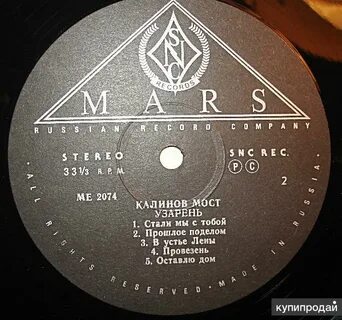 SNC
RECORDS
MARS
RUSSIAN RECORD COMPANY
STEREO
33⅓ R.P.M.
SNC REC.
Ⓟ Ⓒ
ME 2074
2
КАЛИНОВ МОСТ
УЗАРЕНЬ
1. Стали мы с тобой
2. Прошлое поделом
3. В устье Лены
4. Провезень
5. Оставлю дом
ALL RIGHTS RESERVED • MADE IN RUSSIA •
купипродай